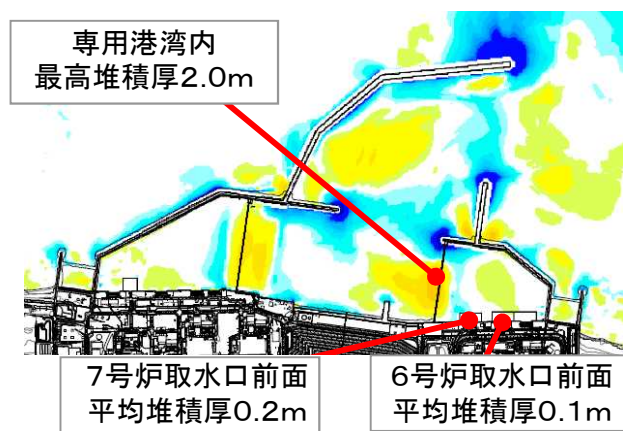 専用港湾内
最高堆積厚2.0m
7号炉取水口前面
平均堆積厚0.2m
6号炉取水口前面
平均堆積厚0.1m